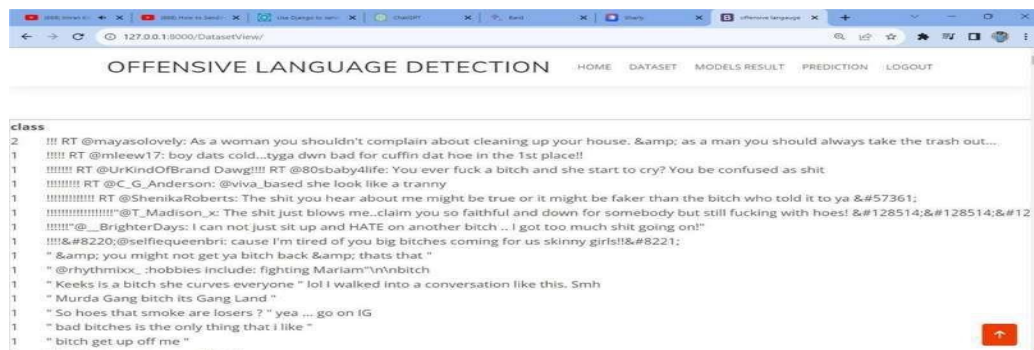 127.0.0.1:8000/DatasetView/
OFFENSIVE LANGUAGE DETECTION HOME DATASET MODELS RESULT PREDICTION LOGOUT
class
2 !!! RT @mayasolovely: As a woman you shouldn't complain about cleaning up your house. &amp; as a man you should always take the trash out...
1 !!!!! RT @mleew17: boy dats cold...tyga dwn bad for cuffin dat hoe in the 1st place!!
1 !!!!!!! RT @UrKindOfBrand Dawg!!!! RT @80sbaby4life: You ever fuck a bitch and she start to cry? You be confused as shit
1 !!!!!!!!! RT @C_G_Anderson: @viva_based she look like a tranny
1 !!!!!!!!!!!!! RT @ShenikaRoberts: The shit you hear about me might be true or it might be faker than the bitch who told it to ya &#57361;
1 !!!!!!!!!!!!!!!!!!"@T_Madison_x: The shit just blows me..claim you so faithful and down for somebody but still fucking with hoes! &#128514;&#128514;&#12
1 !!!!!!"@__BrighterDays: I can not just sit up and HATE on another bitch .. I got too much shit going on!"
1 !!!!&#8220;@selfiequeenbri: cause I'm tired of you big bitches coming for us skinny girls!!&#8221;
1 " &amp; you might not get ya bitch back &amp; thats that "
1 " @rhythmixx_ :hobbies include: fighting Mariam"\n\nbitch
1 " Keeks is a bitch she curves everyone " lol I walked into a conversation like this. Smh
1 " Murda Gang bitch its Gang Land "
1 " So hoes that smoke are losers ? " yea ... go on IG
1 " bad bitches is the only thing that i like "
1 " bitch get up off me "